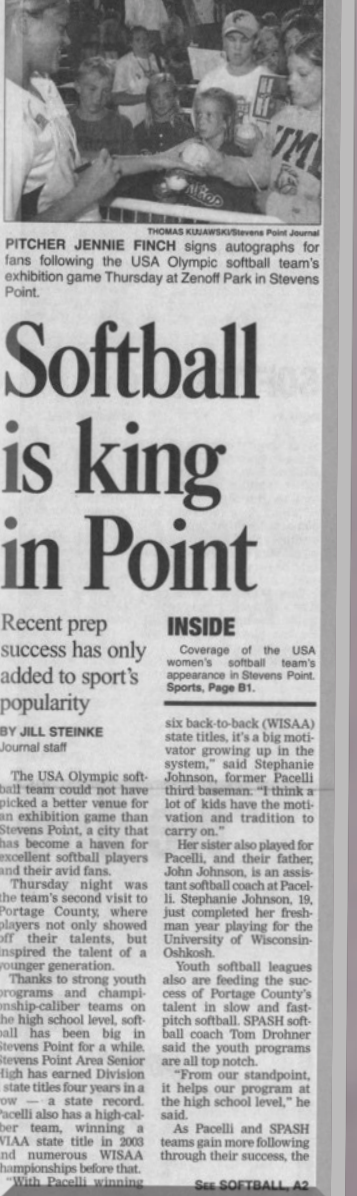 UME
THOMAS KUJAWSKI/Stevens Point Journal
PITCHER JENNIE FINCH signs autographs for
fans following the USA Olympic softball team's
exhibition game Thursday at Zenoff Park in Stevens
Point.
Softball
is king
in Point
Recent prep
success has only
added to sport's
popularity
BY JILL STEINKE
Journal staff
The USA Olympic soft-
ball team could not have
picked a better venue for
an exhibition game than
Stevens Point, a city that
has become a haven for
excellent softball players
and their avid fans.
Thursday night was
the team's second visit to
Portage County, where
players not only showed
off their talents, but
inspired the talent of a
younger generation.
Thanks to strong youth
programs and champi-
onship-caliber teams on
the high school level, soft-
ball has been big in
Stevens Point for a while.
Stevens Point Area Senior
High has earned Division
state titles four years in a
ow — a state record.
Pacelli also has a high-cal-
ber team, winning a
VIAA state title in 2003
nd numerous WISAA
hampionships before that.
"With Pacelli winning
INSIDE
Coverage of the USA
women's softball team's
appearance in Stevens Point.
Sports, Page B1.
six back-to-back (WISAA)
state titles, it's a big moti-
vator growing up in the
system," said Stephanie
Johnson, former Pacelli
third baseman. "I think a
lot of kids have the moti-
vation and tradition to
carry on."
Her sister also played for
Pacelli, and their father,
John Johnson, is an assis-
tant softball coach at Pacel-
li. Stephanie Johnson, 19,
just completed her fresh-
man year playing for the
University of Wisconsin-
Oshkosh.
Youth softball leagues
also are feeding the suc-
cess of Portage County's
talent in slow and fast-
pitch softball. SPASH soft-
ball coach Tom Drohner
said the youth programs
are all top notch.
"From our standpoint,
it helps our program at
the high school level," he
said.
As Pacelli and SPASH
teams gain more following
through their success, the
SEE SOFTBALL, A2